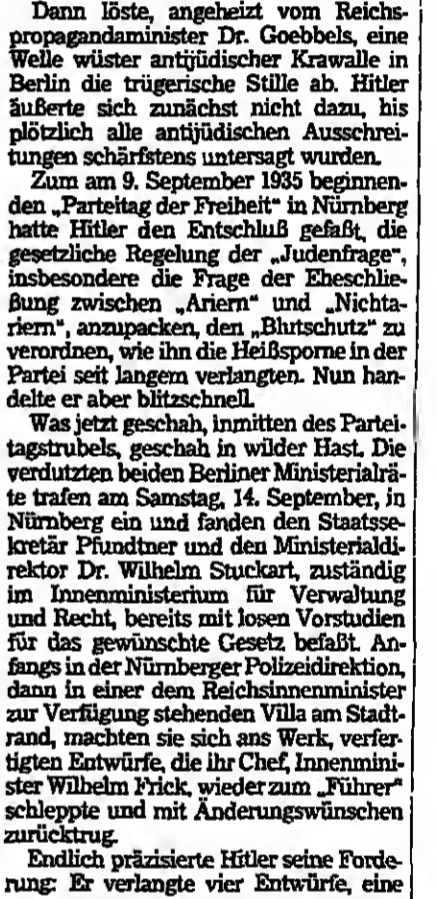 Dann löste, angeheizt vom Reichs-
propagandaminister Dr. Goebbels, eine
Welle wüster antijüdischer Krawalle in
Berlin die trügerische Stille ab. Hitler
äußerte sich zunächst nicht dazu, bis
plötzlich alle antijüdischen Ausschrei-
tungen schärfstens untersagt wurden.
Zum am 9. September 1935 beginnen-
den „Parteitag der Freiheit“ in Nürnberg
hatte Hitler den Entschluß gefaßt, die
gesetzliche Regelung der „Judenfrage“,
insbesondere die Frage der Eheschlie-
ßung zwischen „Ariern“ und „Nichta-
riern“, anzupacken, den „Blutschutz“ zu
verordnen, wie ihn die Heißsporne in der
Partei seit langem verlangten. Nun han-
delte er aber blitzschnell.
Was jetzt geschah, inmitten des Partei-
tagstrubels, geschah in wilder Hast. Die
verdutzten beiden Berliner Ministerialrä-
te trafen am Samstag, 14. September, in
Nürnberg ein und fanden den Staatsse-
kretär Pfundtner und den Ministerialdi-
rektor Dr. Wilhelm Stuckart, zuständig
im Innenministerium für Verwaltung
und Recht, bereits mit losen Vorstudien
für das gewünschte Gesetz befaßt. An-
fangs in der Nürnberger Polizeidirektion,
dann in einer dem Reichsinnenminister
zur Verfügung stehenden Villa am Stadt-
rand, machten sie sich ans Werk, verfer-
tigten Entwürfe, die ihr Chef, Innenmini-
ster Wilhelm Frick, wieder zum „Führer“
schleppte und mit Änderungswünschen
zurücktrug.
Endlich präzisierte Hitler seine Forde-
rung: Er verlangte vier Entwürfe, eine